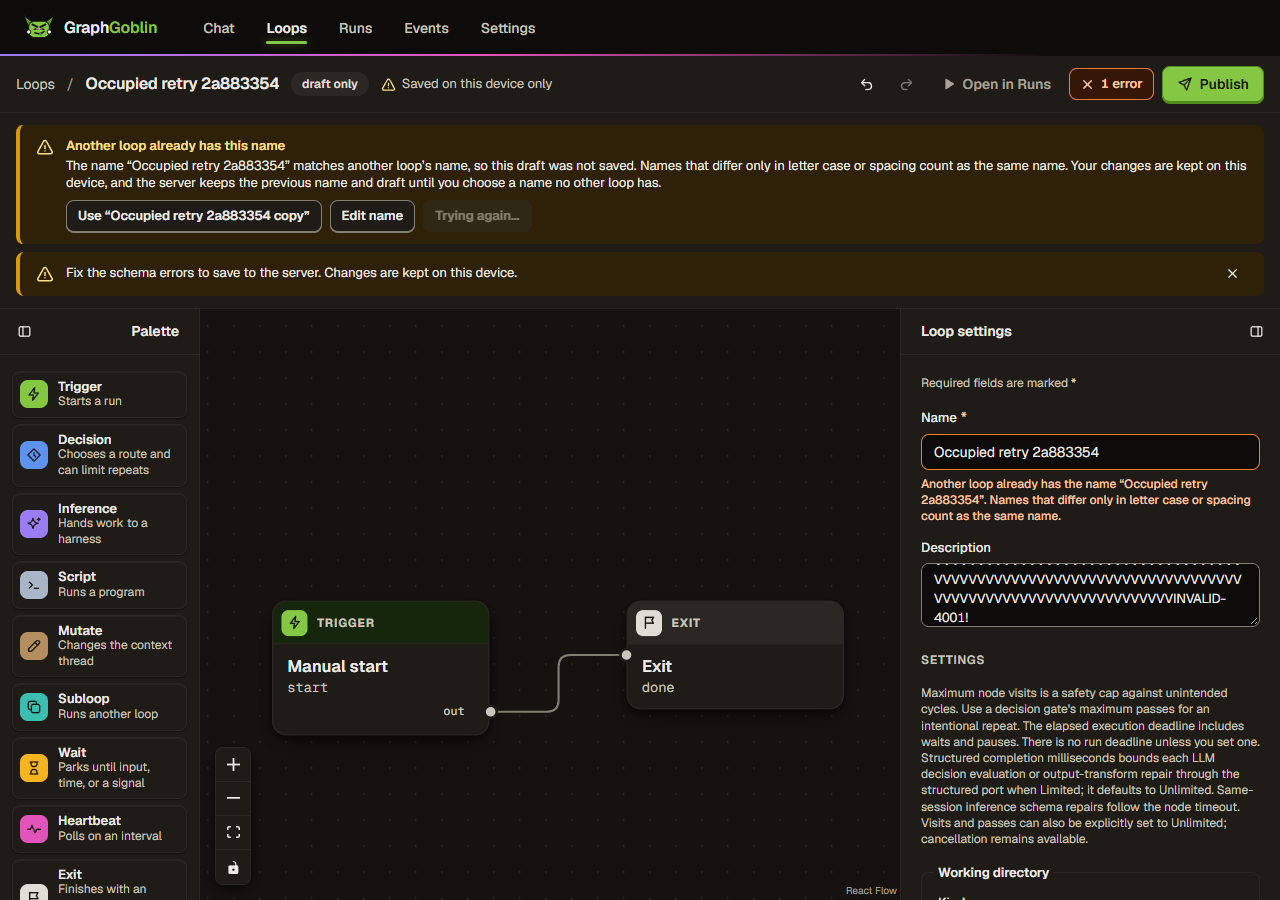 GraphGoblin
Chat
Loops
Runs
Events
Settings
Loops / Occupied retry 2a883354
draft only
Saved on this device only
Open in Runs
1 error
Publish
Another loop already has this name
The name “Occupied retry 2a883354” matches another loop’s name, so this draft was not saved. Names that differ only in letter case or spacing count as the same name. Your changes are kept on this
device, and the server keeps the previous name and draft until you choose a name no other loop has.
Use “Occupied retry 2a883354 copy”
Edit name
Trying again…
Fix the schema errors to save to the server. Changes are kept on this device.
Palette
Trigger
Starts a run
Decision
Chooses a route and
can limit repeats
Inference
Hands work to a
harness
Script
Runs a program
Mutate
Changes the context
thread
Subloop
Runs another loop
Wait
Parks until input,
time, or a signal
Heartbeat
Polls on an interval
Exit
Finishes with an
TRIGGER
Manual start
start
out
EXIT
Exit
done
React Flow
Loop settings
Required fields are marked *
Name *
Occupied retry 2a883354
Another loop already has the name “Occupied retry
2a883354”. Names that differ only in letter case or spacing
count as the same name.
Description
INVALID-
4001!
SETTINGS
Maximum node visits is a safety cap against unintended
cycles. Use a decision gate's maximum passes for an
intentional repeat. The elapsed execution deadline includes
waits and pauses. There is no run deadline unless you set one.
Structured completion milliseconds bounds each LLM
decision evaluation or output-transform repair through the
structured port when Limited; it defaults to Unlimited. Same-
session inference schema repairs follow the node timeout.
Visits and passes can also be explicitly set to Unlimited;
cancellation remains available.
Working directory